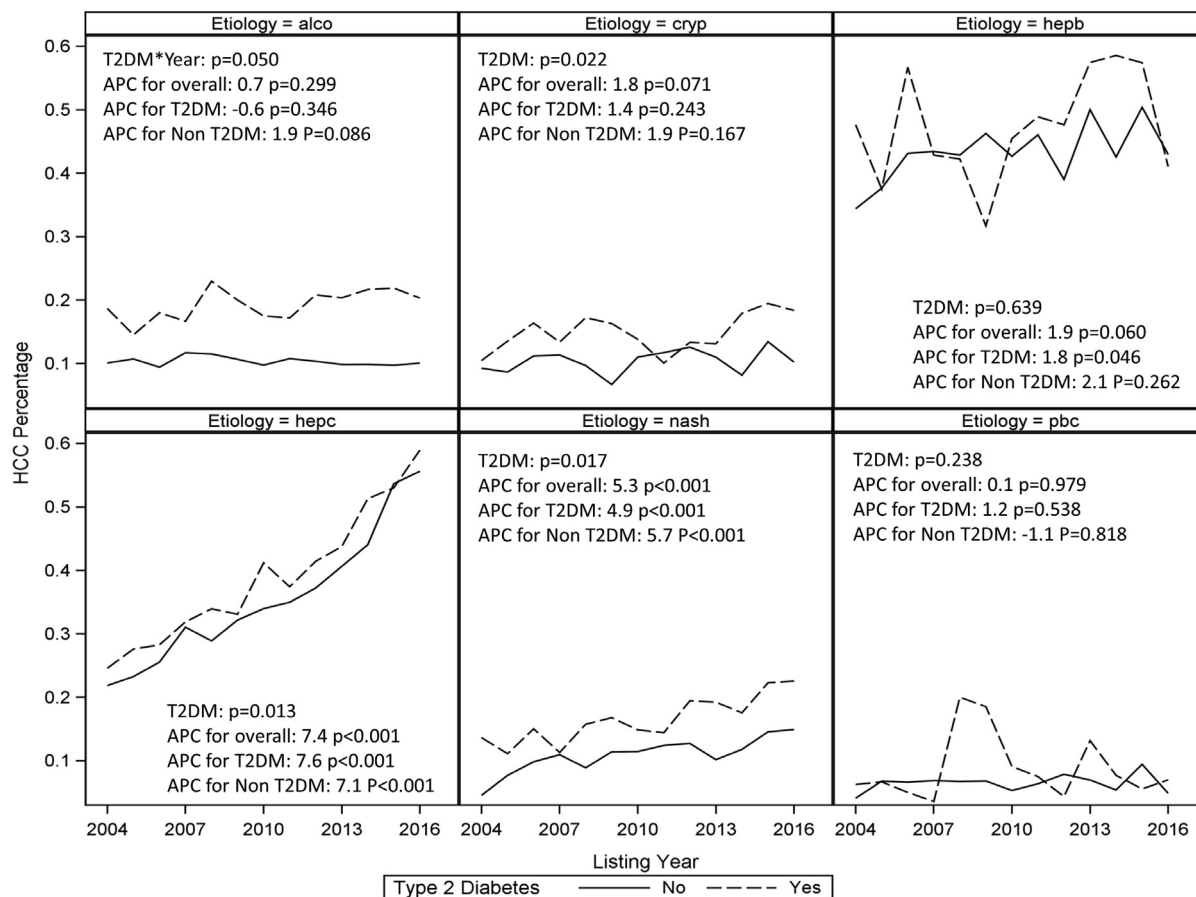 Etiology = alco
Etiology = cryp
Etiology = hepb
T2DM*Year: p=0.050
APC for overall: 0.7 p=0.299
APC for T2DM: -0.6 p=0.346
APC for Non T2DM: 1.9 P=0.086
T2DM: p=0.022
APC for overall: 1.8 p=0.071
APC for T2DM: 1.4 p=0.243
APC for Non T2DM: 1.9 P=0.167
T2DM: p=0.639
APC for overall: 1.9 p=0.060
APC for T2DM: 1.8 p=0.046
APC for Non T2DM: 2.1 P=0.262
0.6
0.5
0.4
0.3
0.2
0.1
HCC Percentage
Etiology = hepc
Etiology = nash
Etiology = pbc
T2DM: p=0.013
APC for overall: 7.4 p<0.001
APC for T2DM: 7.6 p<0.001
APC for Non T2DM: 7.1 P<0.001
T2DM: p=0.017
APC for overall: 5.3 p<0.001
APC for T2DM: 4.9 p<0.001
APC for Non T2DM: 5.7 P<0.001
T2DM: p=0.238
APC for overall: 0.1 p=0.979
APC for T2DM: 1.2 p=0.538
APC for Non T2DM: -1.1 P=0.818
0.6
0.5
0.4
0.3
0.2
0.1
2004 2007 2010 2013 2016
2004 2007 2010 2013 2016
2004 2007 2010 2013 2016
Listing Year
Type 2 Diabetes No Yes